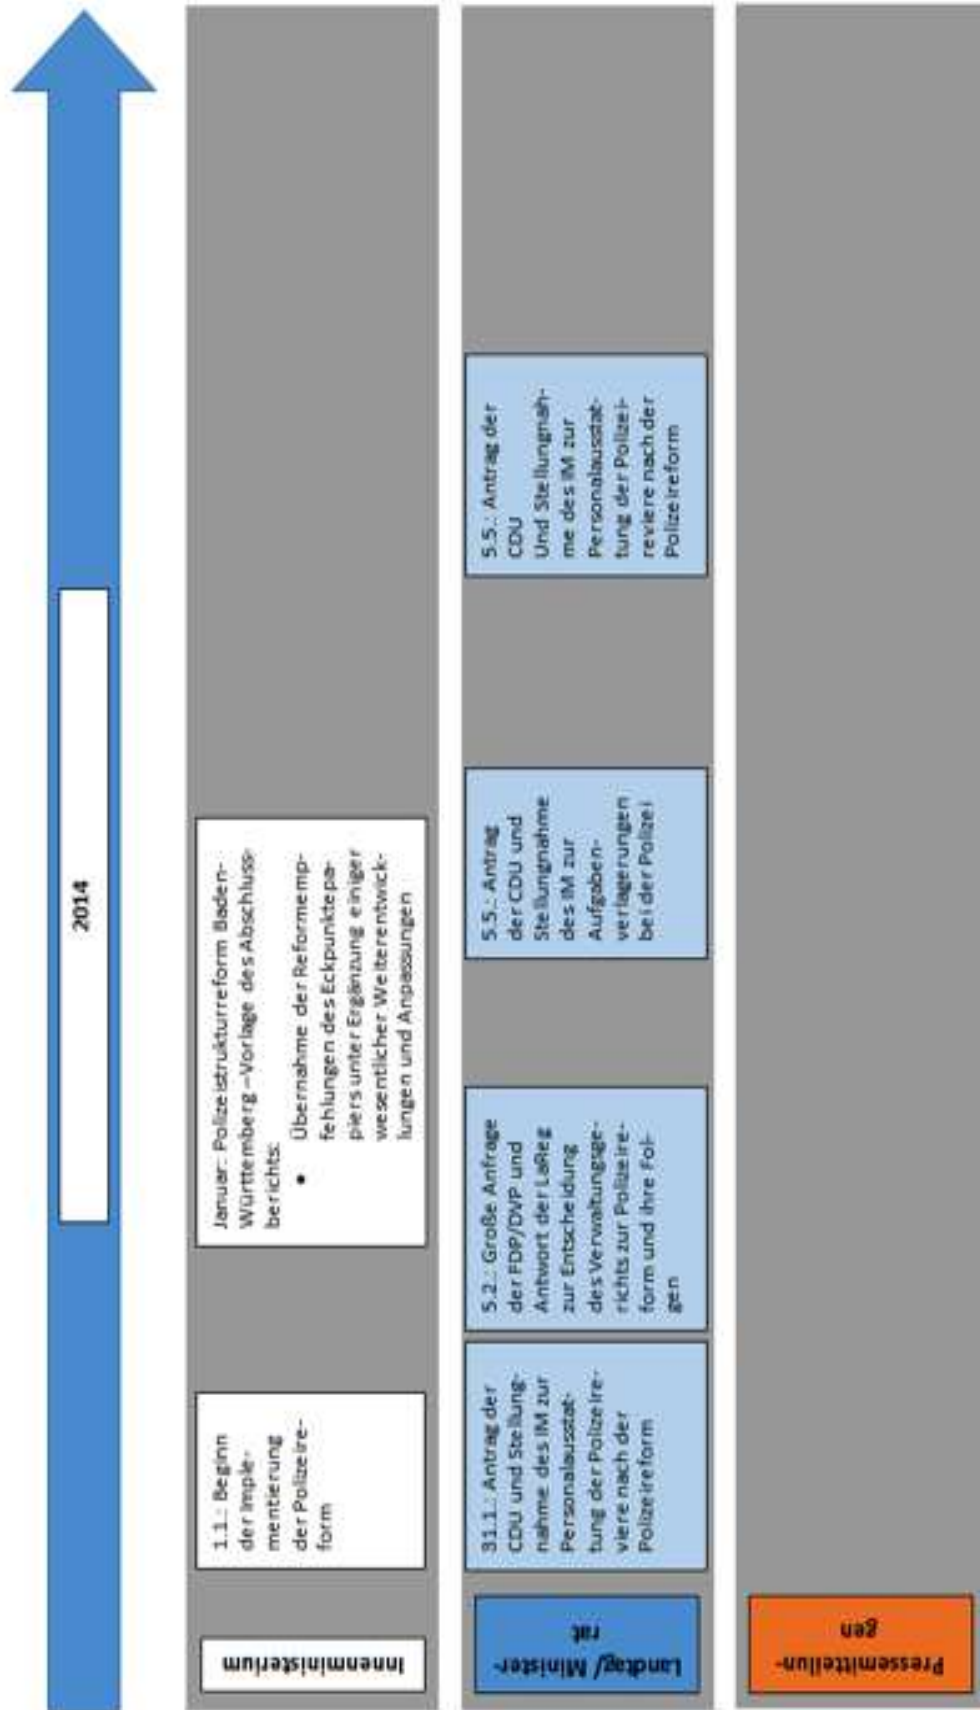 2014
Innenministerium
1.1.: Beginn
der Imple-
mentierung
der Polizeire-
form
Januar: Polizeistrukturreform Baden-
Württemberg – Vorlage des Abschluss-
berichts:
• Übernahme der Reformemp-
fehlungen des Eckpunktepa-
piers unter Ergänzung einiger
wesentlicher Weiterentwick-
lungen und Anpassungen
Landtag/ Minister-
rat
31.1.: Antrag der
CDU und Stellung-
nahme des IM zur
Personalausstat-
tung der Polizeire-
viere nach der
Polizeireform
5.2.: Große Anfrage
der FDP/DVP und
Antwort der LaReg
zur Entscheidung
des Verwaltungsge-
richts zur Polizeire-
form und ihre Fol-
gen
5.5.: Antrag
der CDU und
Stellungnahme
des IM zur
Aufgaben-
verlagerungen
bei der Polizei
5.5.: Antrag der
CDU
Und Stellungnah-
me des IM zur
Personalausstat-
tung der Polizei-
reviere nach der
Polizeireform
Pressemitteilun-
gen